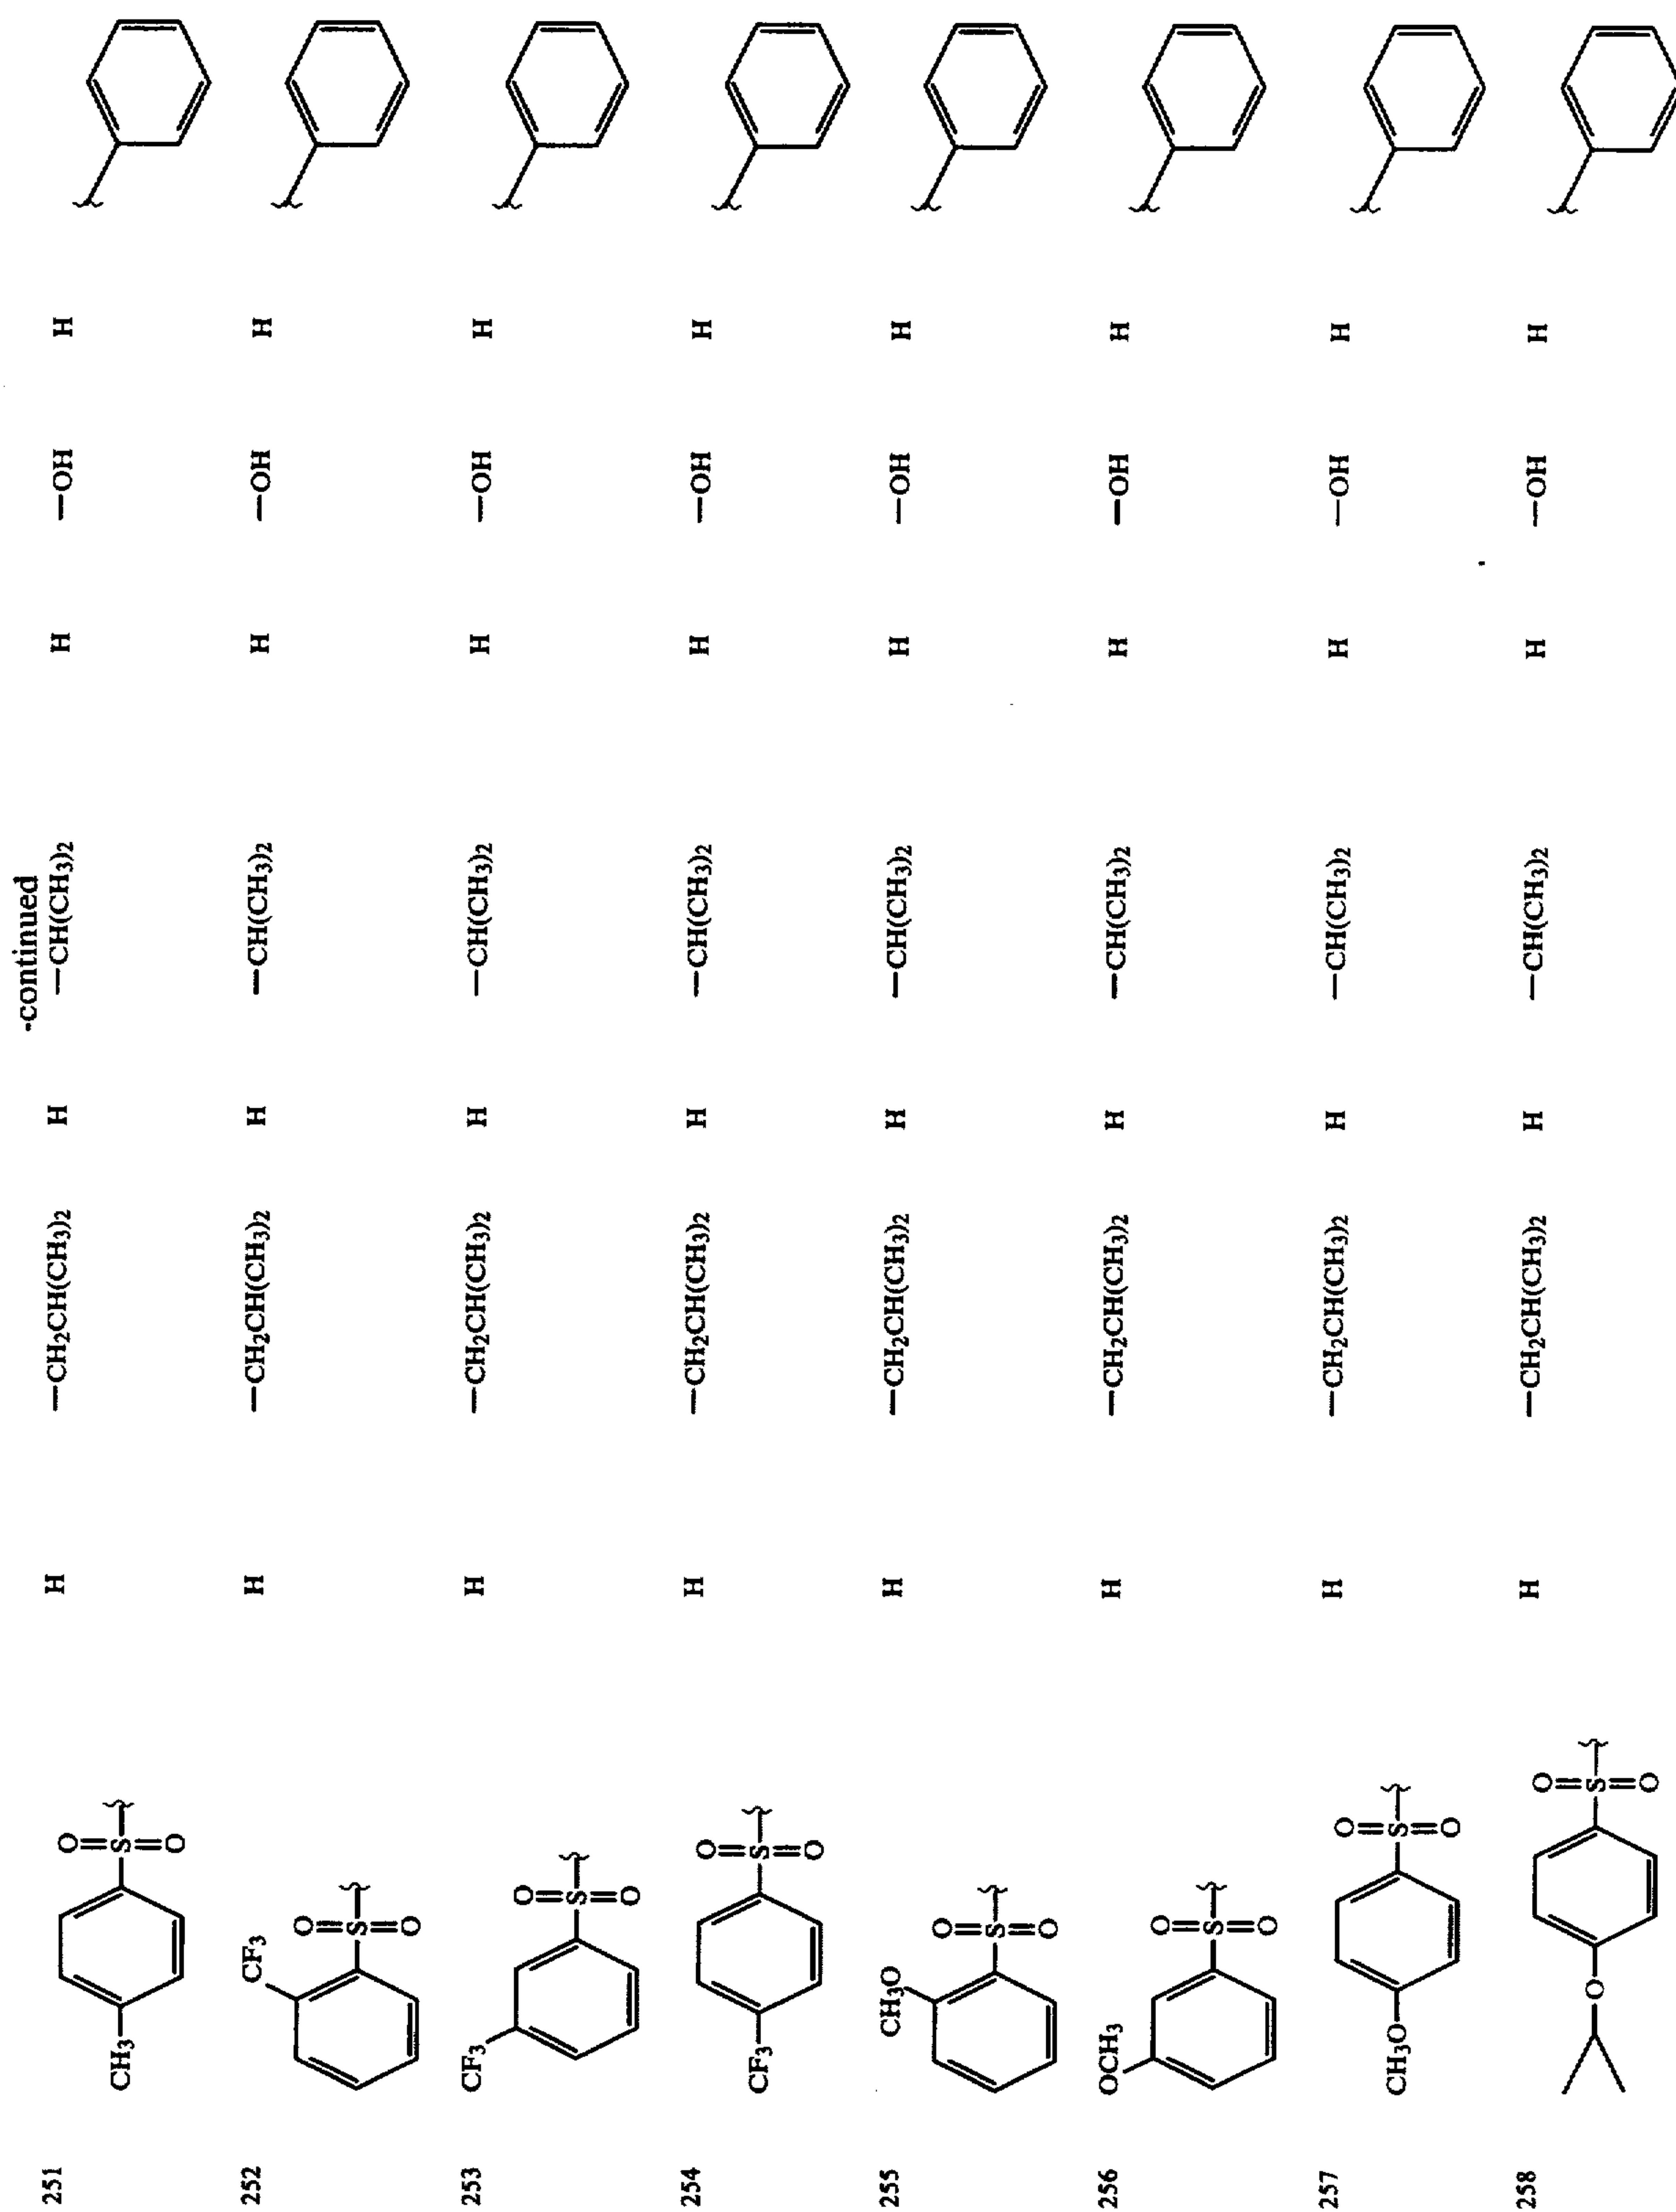 -continued
251 CH3 O S O H —CH2CH(CH3)2 H —CH(CH3)2 H —OH H
252 CF3 O S O H —CH2CH(CH3)2 H —CH(CH3)2 H —OH H
253 CF3 O S O H —CH2CH(CH3)2 H —CH(CH3)2 H —OH H
254 CF3 O S O H —CH2CH(CH3)2 H —CH(CH3)2 H —OH H
255 CH3O O S O H —CH2CH(CH3)2 H —CH(CH3)2 H —OH H
256 OCH3 O S O H —CH2CH(CH3)2 H —CH(CH3)2 H —OH H
257 CH3O O S O H —CH2CH(CH3)2 H —CH(CH3)2 H —OH H
258 O O S O H —CH2CH(CH3)2 H —CH(CH3)2 H —OH H